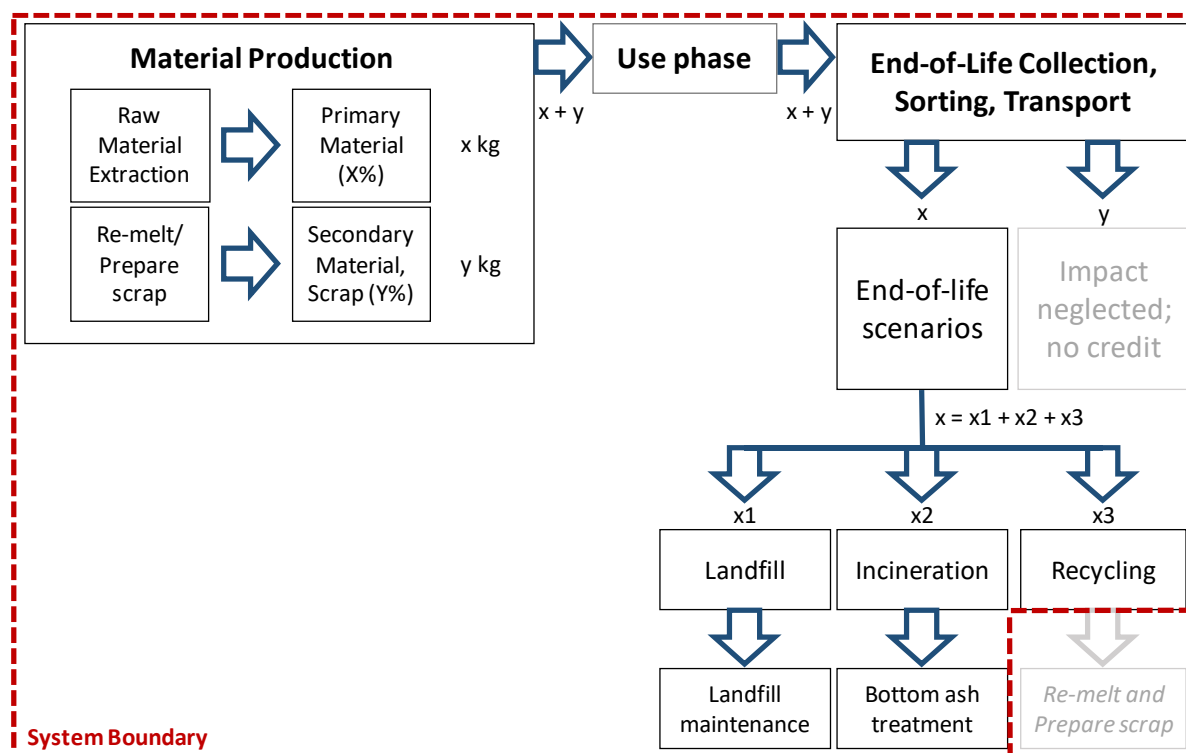 Material Production
Raw
Material
Extraction
Primary
Material
(X%)
x kg
Re-melt/
Prepare
scrap
Secondary
Material,
Scrap (Y%)
y kg
x + y
Use phase
x + y
End-of-Life Collection,
Sorting, Transport
x
y
End-of-life
scenarios
Impact
neglected;
no credit
x = x1 + x2 + x3
x1
x2
x3
Landfill
Incineration
Recycling
Landfill
maintenance
Bottom ash
treatment
Re-melt and
Prepare scrap
System Boundary